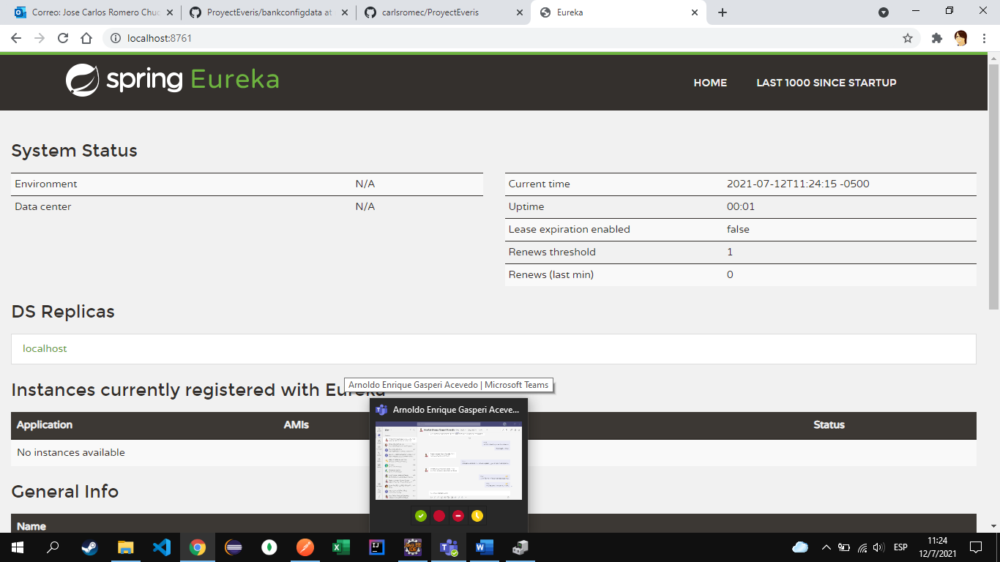 Correo: Jose Carlos Romero Chuc
ProyectEveris/bankconfigdata at
carlsromec/ProyectEveris
Eureka
localhost:8761
spring Eureka
HOME
LAST 1000 SINCE STARTUP
System Status
Environment N/A
Data center N/A
Current time 2021-07-12T11:24:15 -0500
Uptime 00:01
Lease expiration enabled false
Renews threshold 1
Renews (last min) 0
DS Replicas
localhost
Instances currently registered with Eureka
Arnoldo Enrique Gasperi Acevedo | Microsoft Teams
Arnoldo Enrique Gasperi Aceve...
Application AMIs Status
No instances available
General Info
Name
ESP
11:24
12/7/2021